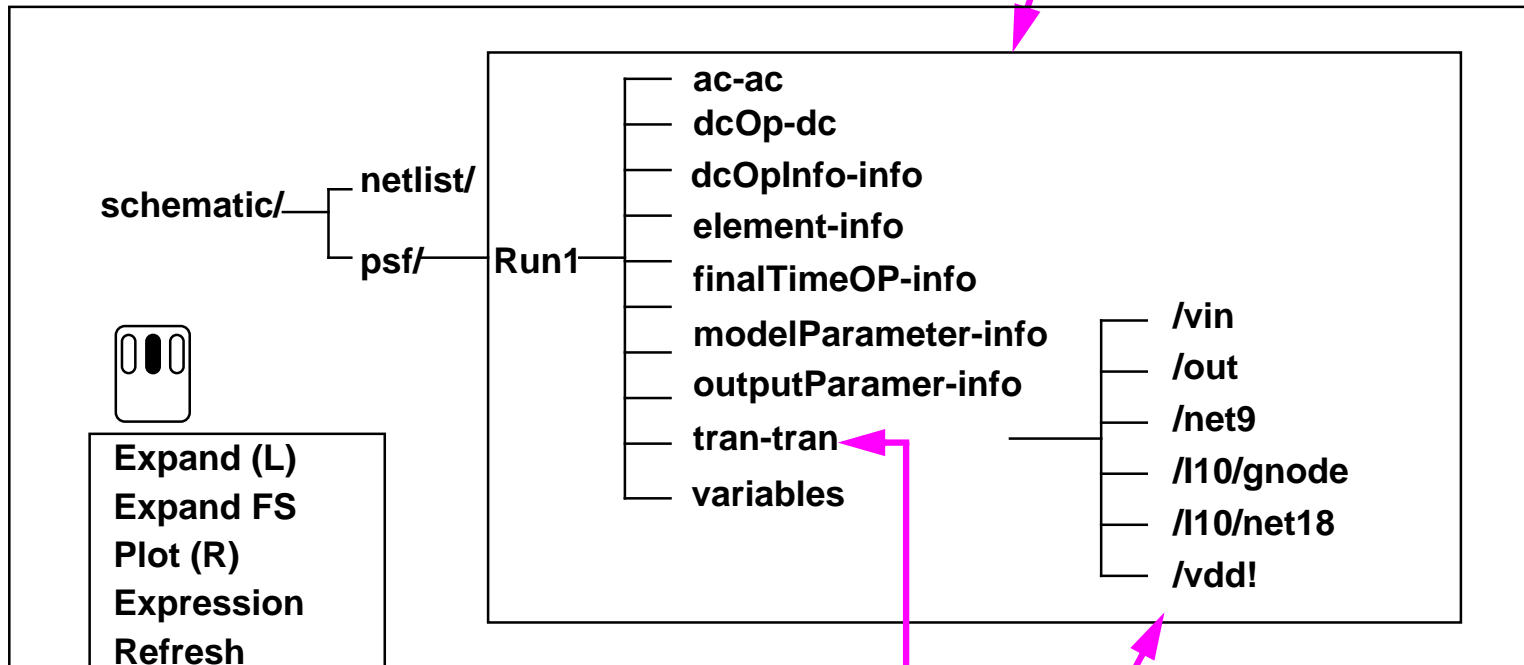 schematic/
netlist/
psf/
Run1
ac-ac
dcOp-dc
dcOpInfo-info
element-info
finalTimeOP-info
modelParameter-info
outputParamer-info
tran-tran
variables
/vin
/out
/net9
/I10/gnode
/I10/net18
/vdd!
Expand (L)
Expand FS
Plot (R)
Expression
Refresh